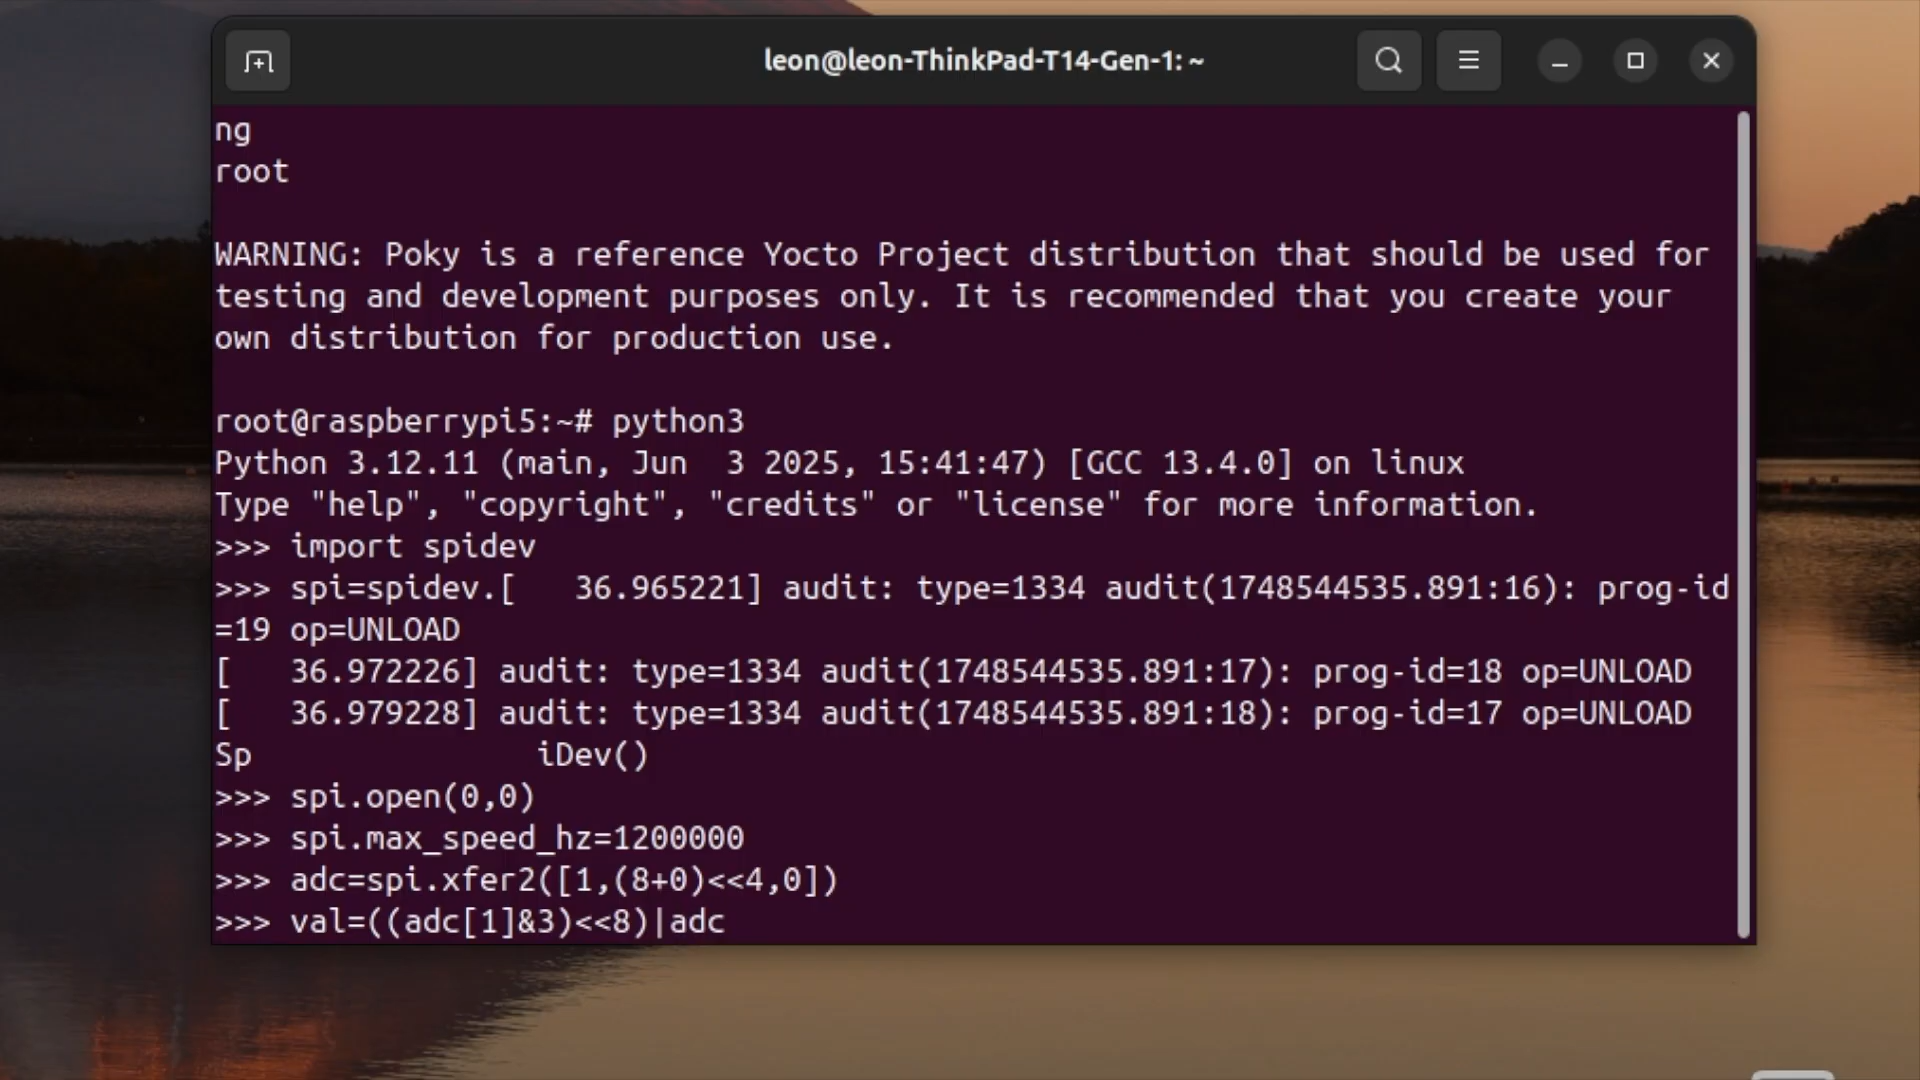 leon@leon-ThinkPad-T14-Gen-1: ~
ng
root
WARNING: Poky is a reference Yocto Project distribution that should be used for
testing and development purposes only. It is recommended that you create your
own distribution for production use.
root@raspberrypi5:~# python3
Python 3.12.11 (main, Jun  3 2025, 15:41:47) [GCC 13.4.0] on linux
Type "help", "copyright", "credits" or "license" for more information.
>>> import spidev
>>> spi=spidev.[   36.965221] audit: type=1334 audit(1748544535.891:16): prog-id
=19 op=UNLOAD
[   36.972226] audit: type=1334 audit(1748544535.891:17): prog-id=18 op=UNLOAD
[   36.979228] audit: type=1334 audit(1748544535.891:18): prog-id=17 op=UNLOAD
Sp               iDev()
>>> spi.open(0,0)
>>> spi.max_speed_hz=1200000
>>> adc=spi.xfer2([1,(8+0)<<4,0])
>>> val=((adc[1]&3)<<8)|adc